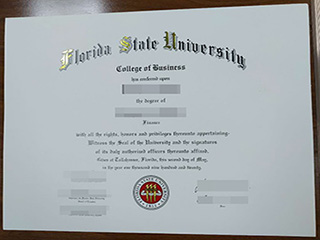 Florida State University
College of Business
has conferred upon
the degree of
Finance
with all the rights, honors and privileges thereunto appertaining.
Witness the Seal of the University and the signatures
of its duly authorized officers thereunto affixed.
Given at Tallahassee, Florida, this second day of May,
in the year two thousand and twenty.